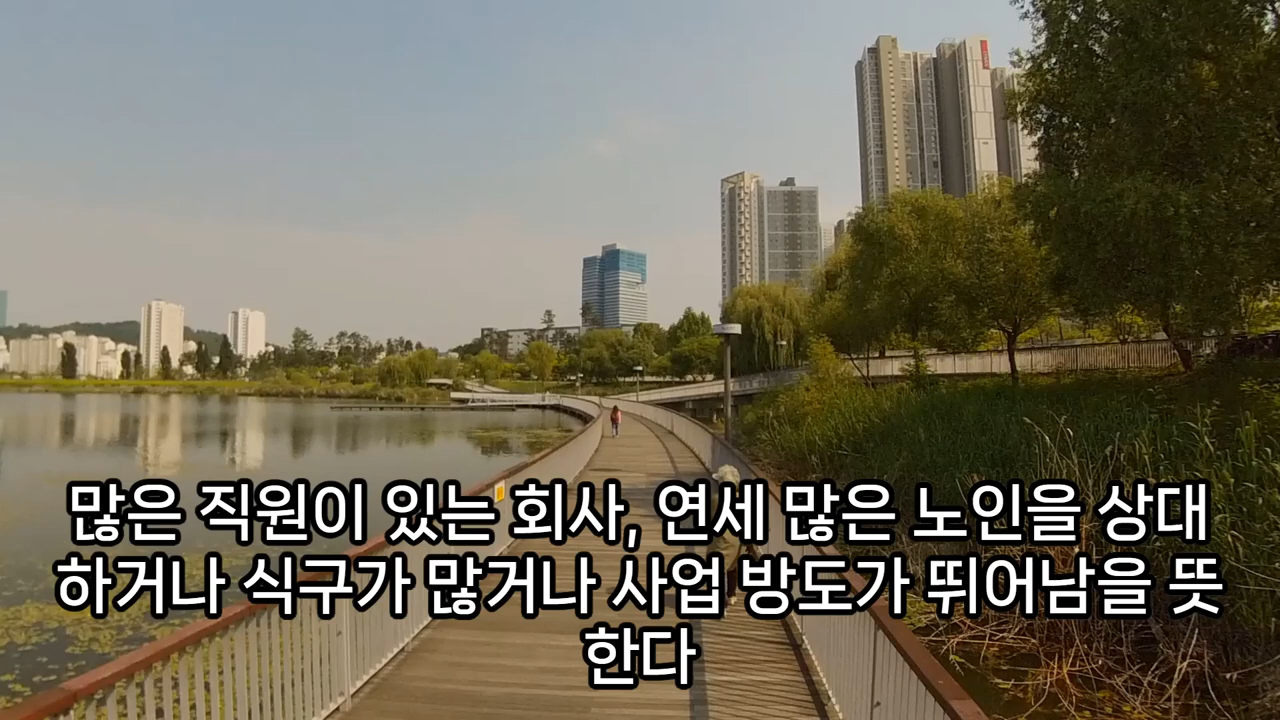 많은 직원이 있는 회사, 연세 많은 노인을 상대
하거나 식구가 많거나 사업 방도가 뛰어남을 뜻
한다